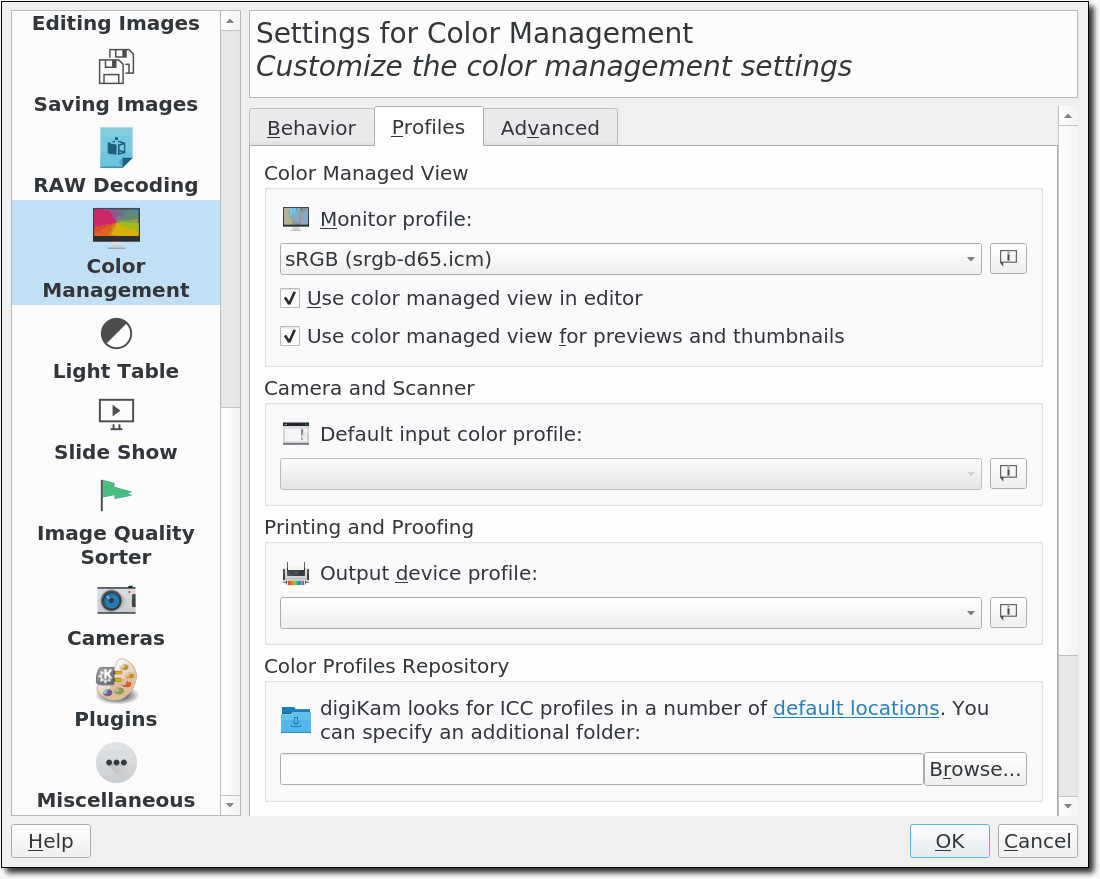 Editing Images
Saving Images
RAW Decoding
Color
Management
Light Table
Slide Show
Image Quality
Sorter
Cameras
Plugins
Miscellaneous
Settings for Color Management
Customize the color management settings
Behavior
Profiles
Advanced
Color Managed View
Monitor profile:
sRGB (srgb-d65.icm)
Use color managed view in editor
Use color managed view for previews and thumbnails
Camera and Scanner
Default input color profile:
Printing and Proofing
Output device profile:
Color Profiles Repository
digiKam looks for ICC profiles in a number of default locations. You
can specify an additional folder:
Browse...
Help
OK
Cancel